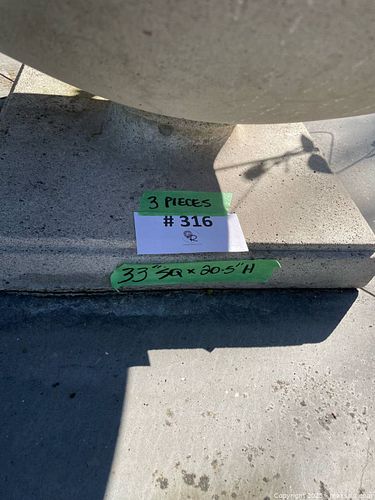 3 PIECES
# 316
33" SQ x 20.5" H